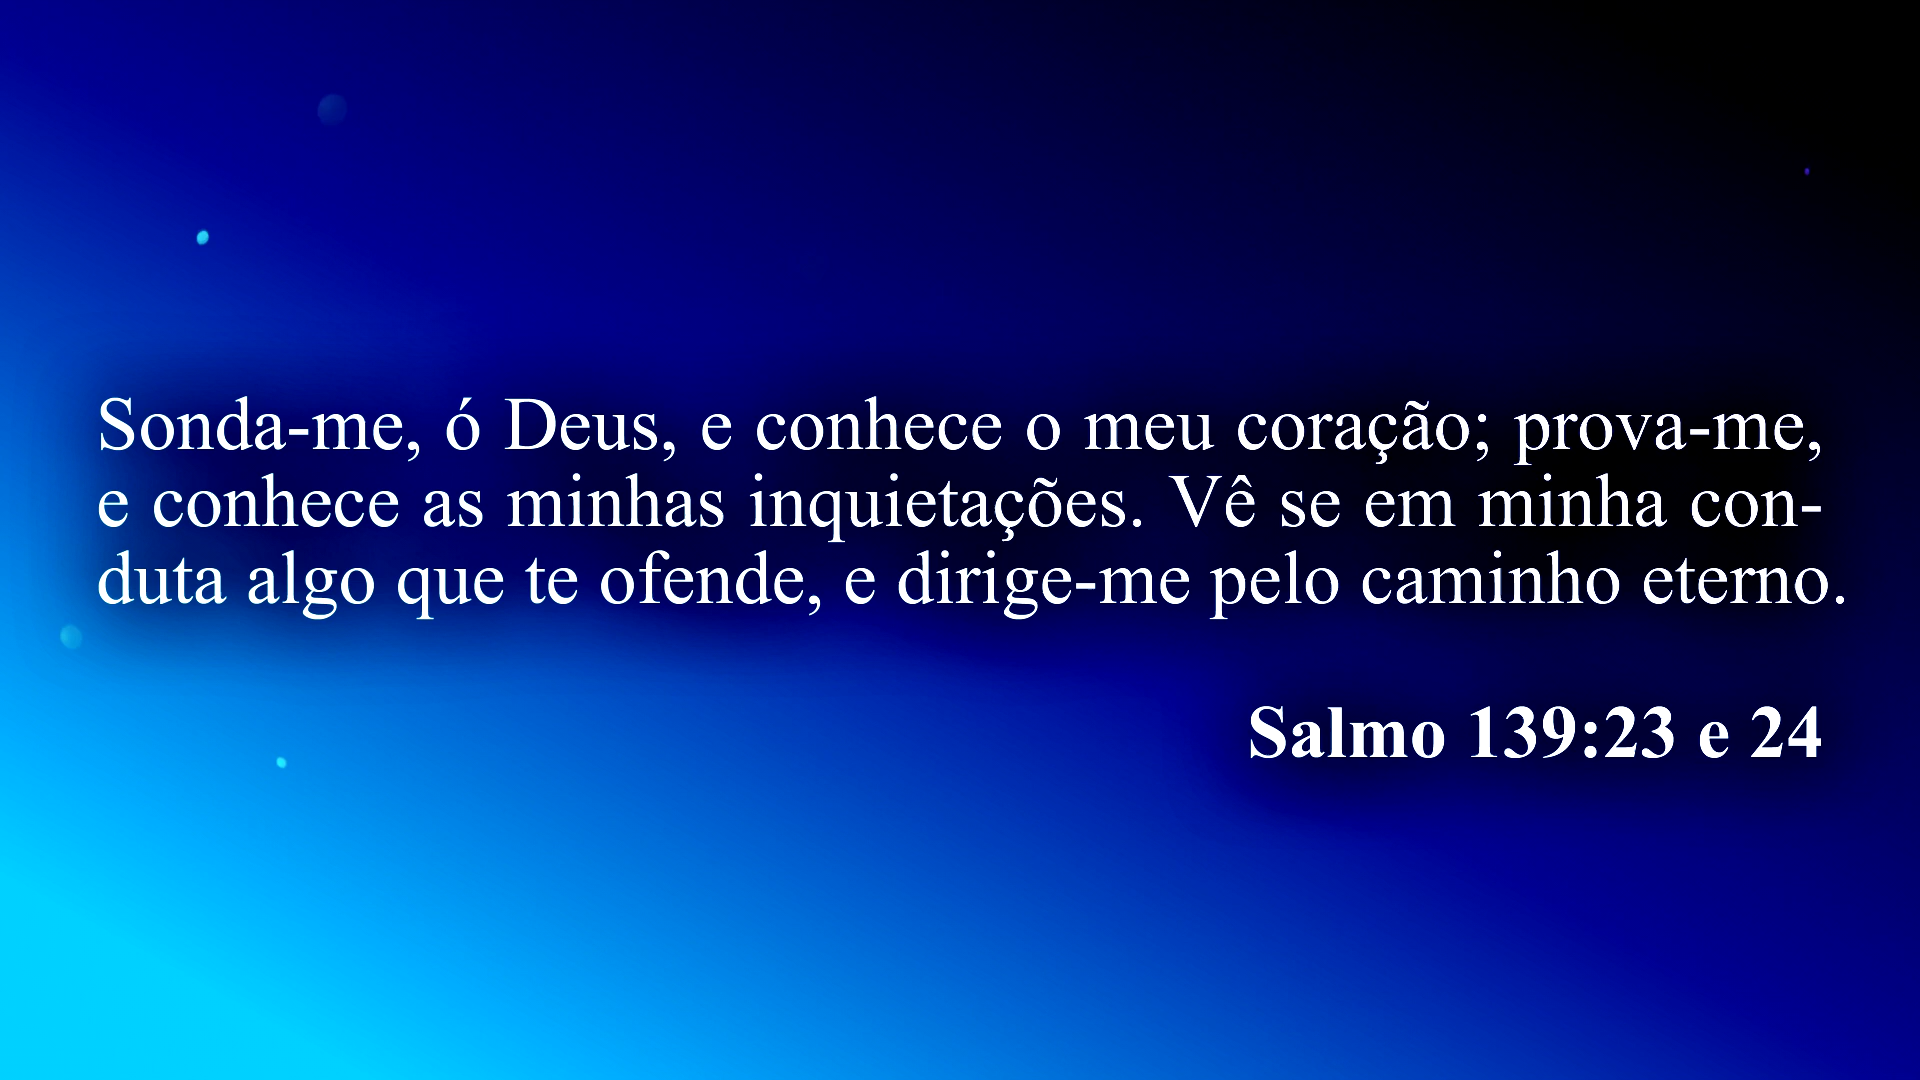 Sonda-me, ó Deus, e conhece o meu coração; prova-me,
e conhece as minhas inquietações. Vê se em minha con-
duta algo que te ofende, e dirige-me pelo caminho eterno.
Salmo 139:23 e 24